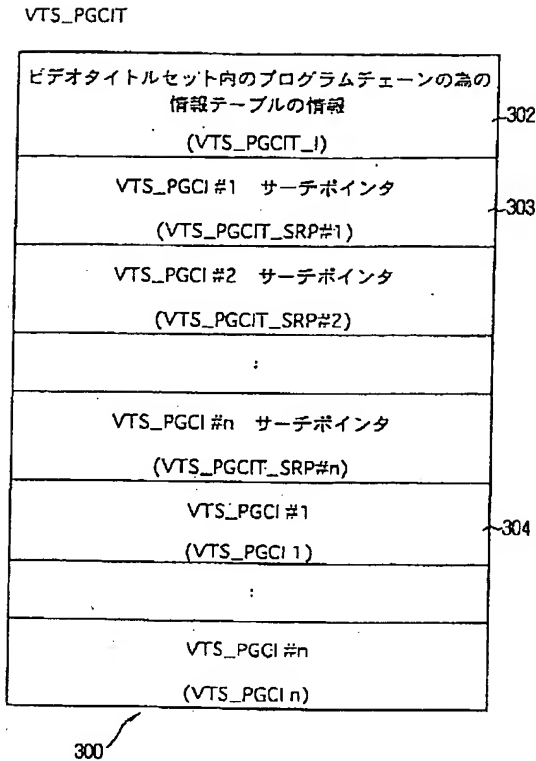 VTS_PGCIT
ビデオタイトルセット内のプログラムチェーンの為の
情報テーブルの情報
(VTS_PGCIT_I)
302
VTS_PGCI #1 サーチポインタ
(VTS_PGCIT_SRP#1)
303
VTS_PGCI #2 サーチポインタ
(VTS_PGCIT_SRP#2)
:
VTS_PGCI #n サーチポインタ
(VTS_PGCIT_SRP#n)
VTS_PGCI #1
(VTS_PGCI 1)
304
:
VTS_PGCI #n
(VTS_PGCI n)
300